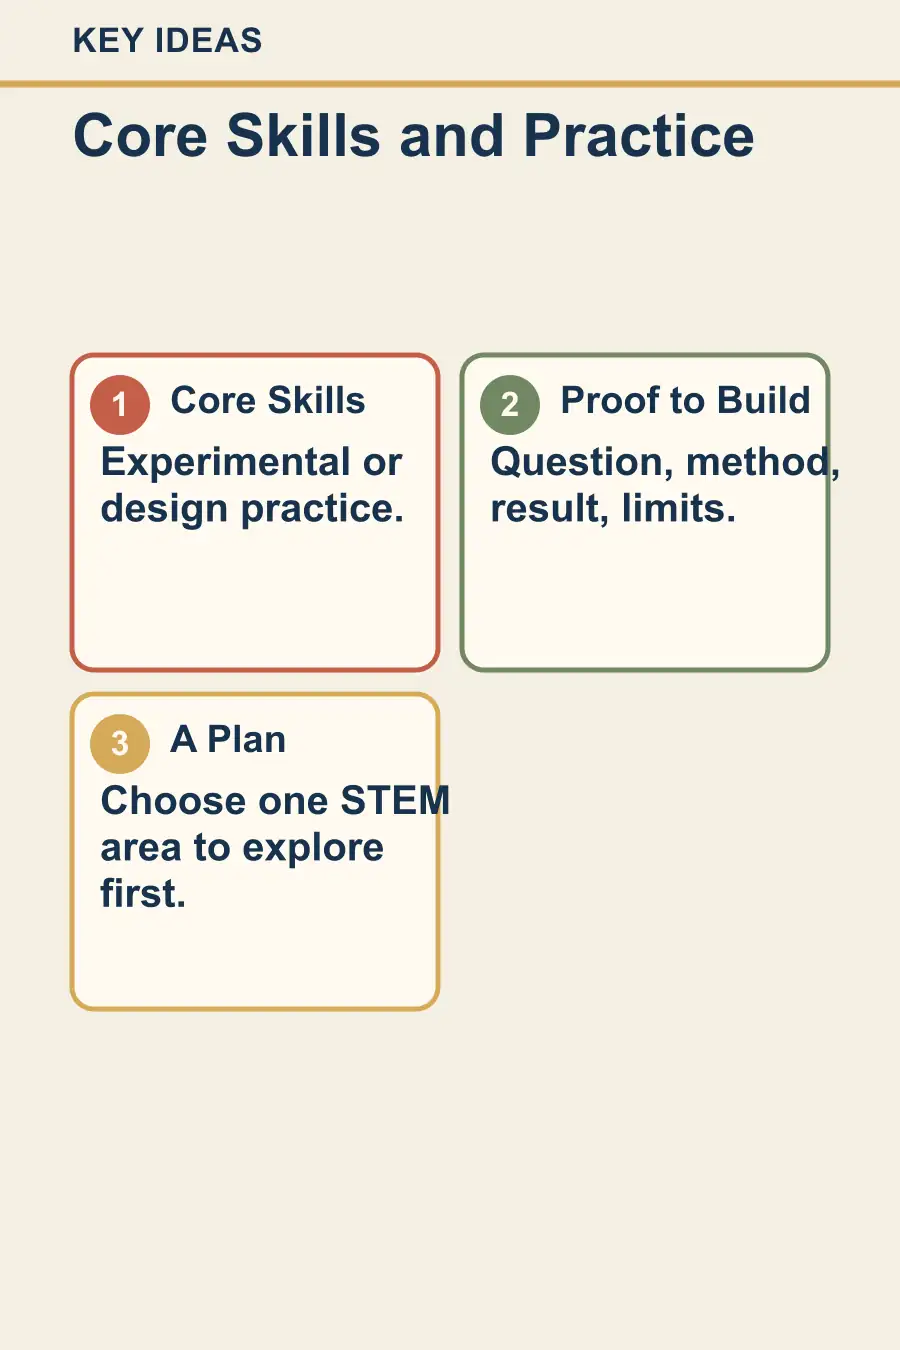 KEY IDEAS
Core Skills and Practice
1 Core Skills
Experimental or
design practice.
2 Proof to Build
Question, method,
result, limits.
3 A Plan
Choose one STEM
area to explore
first.